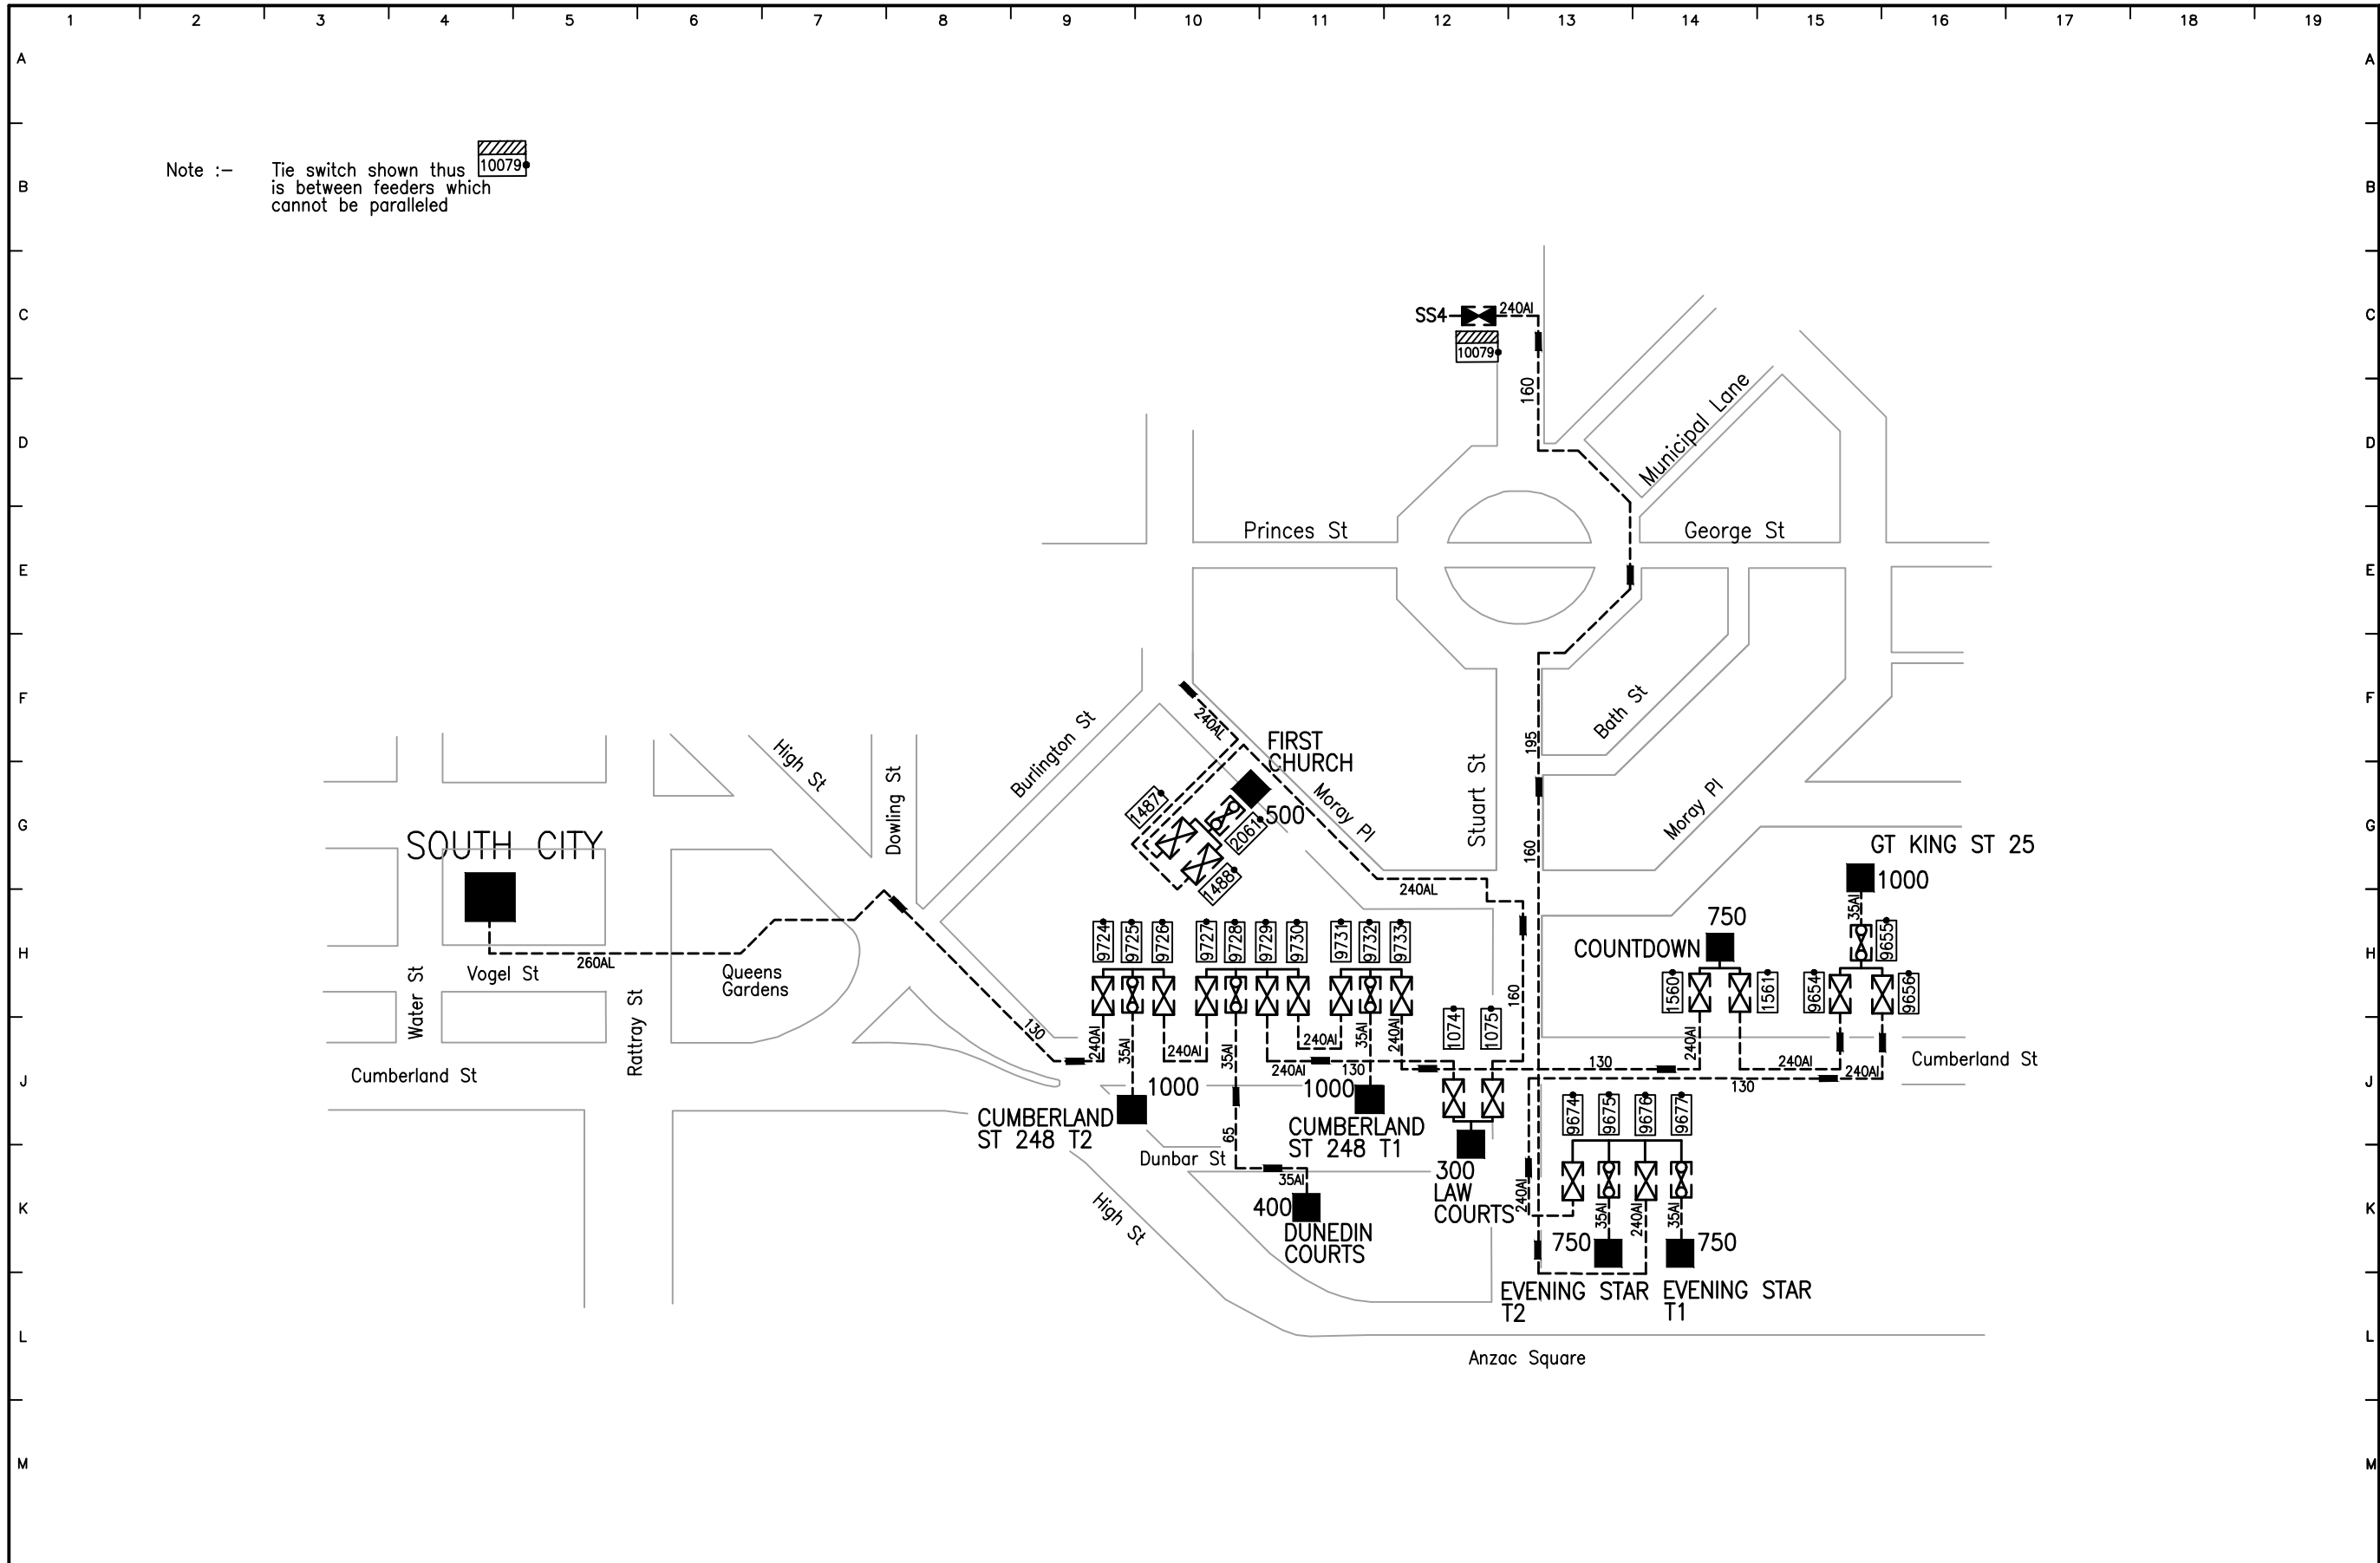 1 2 3 4 5 6 7 8 9 10 11 12 13 14 15 16 17 18 19
A A
B B
C C
D D
E E
F F
G G
H H
J J
K K
L L
M M
Note :- Tie switch shown thus 10079
is between feeders which
cannot be paralleled
SS4 240Al
10079
160
Municipal Lane
Princes St
George St
Bath St
195
Burlington St
240AL
FIRST
CHURCH
500
1487
2061
1488
Moray Pl
Stuart St
Moray Pl
160
High St
Dowling St
SOUTH CITY
260AL
Vogel St
Water St
Rattray St
Queens
Gardens
Cumberland St
240AL
GT KING ST 25
1000
35Al
9655
750
COUNTDOWN
1560
1561
9654
9656
9724
9725
9726
9727
9728
9729
9730
9731
9732
9733
1074
1075
160
130
240Al
35Al
240Al
35Al
240Al
240Al
130
35Al
240Al
130
240Al
240Al
240Al
130
Cumberland St
1000
CUMBERLAND
ST 248 T2
1000
CUMBERLAND
ST 248 T1
65
Dunbar St
35Al
400
DUNEDIN
COURTS
High St
300
LAW
COURTS
240Al
9674
9675
9676
9677
35Al
240Al
35Al
750
750
EVENING STAR
T2
EVENING STAR
T1
Anzac Square